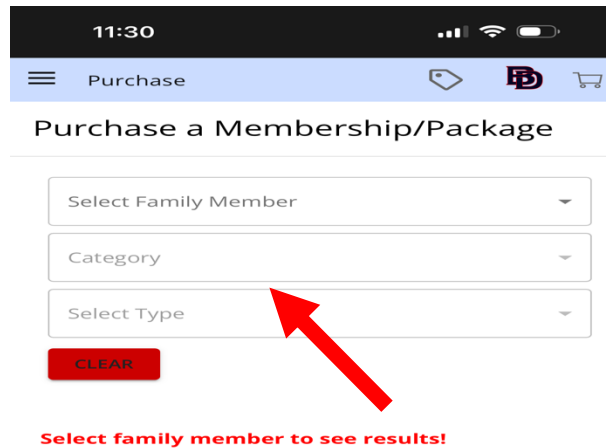 11:30
Purchase
BD
Purchase a Membership/Package
Select Family Member
Category
Select Type
CLEAR
Select family member to see results!